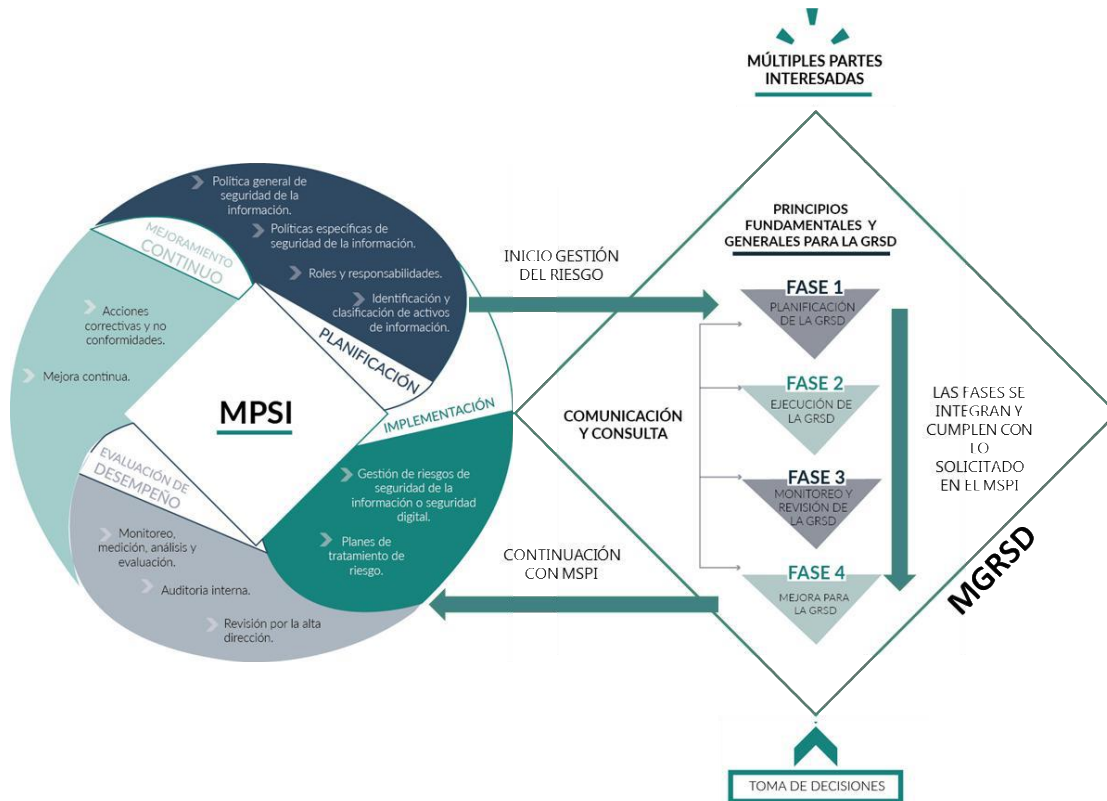 MÚLTIPLES PARTES
INTERESADAS
Política general de
seguridad de la
información.
Políticas específicas de
seguridad de la información.
Roles y responsabilidades.
Identificación y
clasificación de activos
de información.
PLANIFICACIÓN
MEJORAMIENTO
CONTINUO
Acciones
correctivas y no
conformidades.
Mejora continua.
MPSI
IMPLEMENTACIÓN
Gestión de riesgos de
seguridad de la
información o seguridad
digital.
Planes de
tratamiento de
riesgo.
EVALUACIÓN DE
DESEMPEÑO
Monitoreo,
medición, análisis y
evaluación.
Auditoria interna.
Revisión por la alta
dirección.
INICIO GESTIÓN
DEL RIESGO
CONTINUACIÓN
CON MSPI
PRINCIPIOS
FUNDAMENTALES Y
GENERALES PARA LA GRSD
COMUNICACIÓN
Y CONSULTA
FASE 1
PLANIFICACIÓN
DE LA GRSD
FASE 2
EJECUCIÓN DE
LA GRSD
FASE 3
MONITOREO Y
REVISIÓN DE
LA GRSD
FASE 4
MEJORA PARA
LA GRSD
LAS FASES SE
INTEGRAN Y
CUMPLEN CON
LO
SOLICITADO
EN EL MSPI
MGRSD
TOMA DE DECISIONES